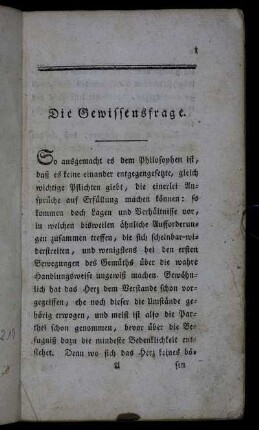 1
Die Gewissensfrage.
So ausgemacht es dem Philosophen ist,
daß es keine einander entgegengesetzte, gleich
wichtige Pflichten giebt, die einerlei An-
sprüche auf Erfüllung machen können: so
kommen doch Lagen und Verhältnisse vor,
in welchen bisweilen ähnliche Aufforderun-
gen zusammen treffen, die sich scheinbar wi-
derstreiten, und wenigstens bei den ersten
Bewegungen des Gemüths über die wahre
Handlungsweise ungewiß machen. Gewöhn-
lich hat das Herz dem Verstande schon vor-
gegriffen, ehe noch dieser die Umstände ge-
hörig erwogen, und meist ist also die Par-
thei schon genommen, bevor über die Be-
fugniß dazu die mindeste Bedenklichkeit ent-
stehet. Denn wo sich das Herz keines bö-
A
sen